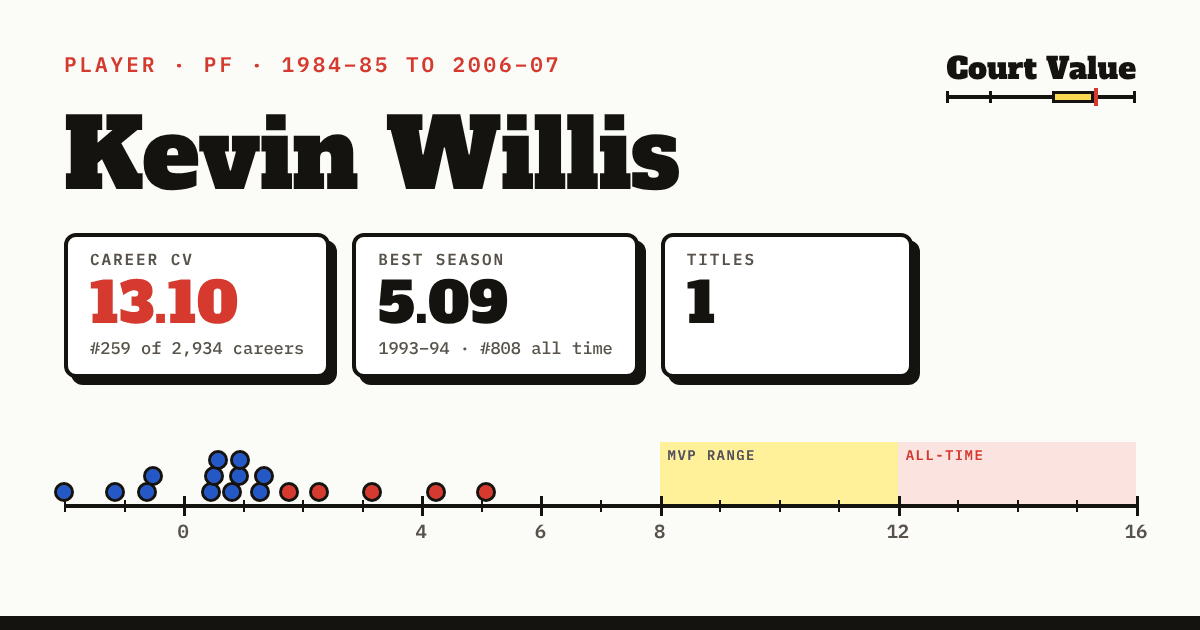 PLAYER · PF · 1984–85 TO 2006–07
Court Value
Kevin Willis
CAREER CV
13.10
#259 of 2,934 careers
BEST SEASON
5.09
1993–94 · #808 all time
TITLES
1
MVP RANGE
ALL-TIME
0 4 6 8 12 16